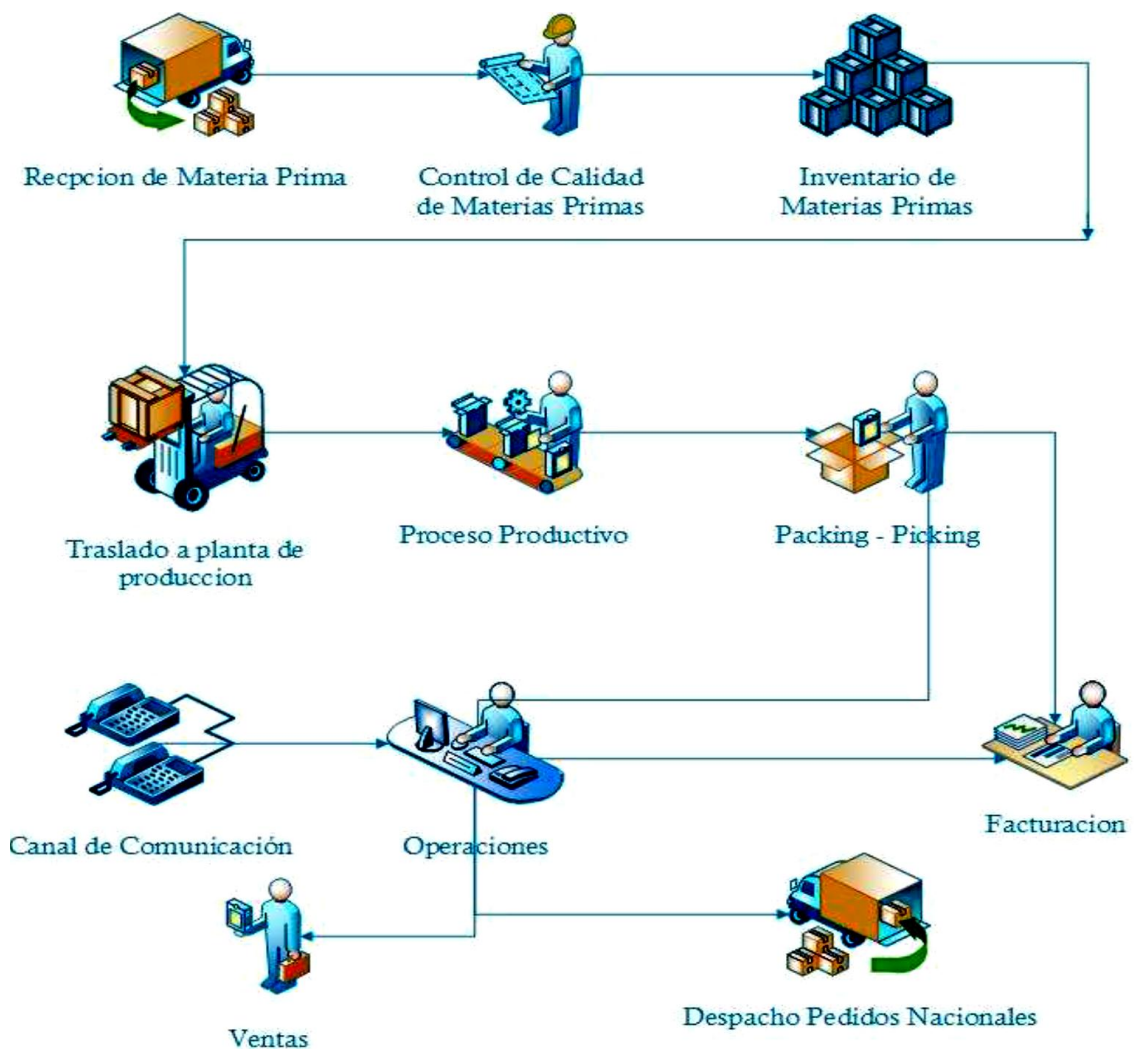 Recpcion de Materia Prima
Control de Calidad
de Materias Primas
Inventario de
Materias Primas
Traslado a planta de
produccion
Proceso Productivo
Packing - Picking
Canal de Comunicación
Operaciones
Facturacion
Ventas
Despacho Pedidos Nacionales